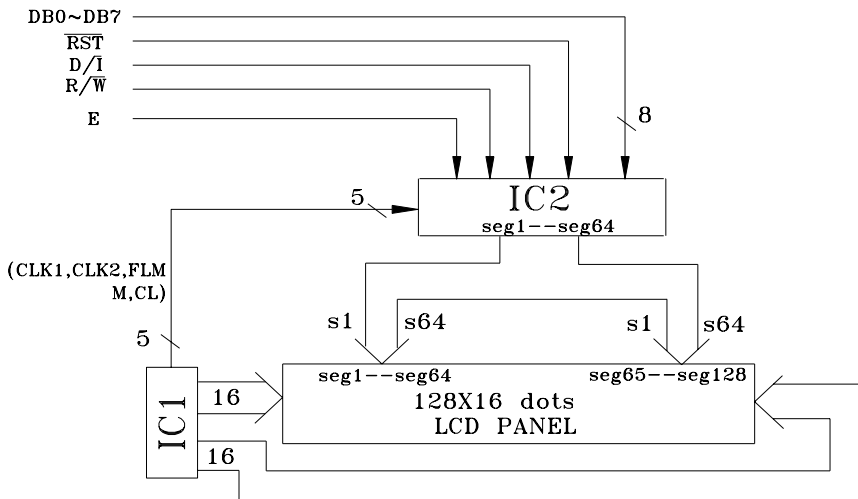 DB0~DB7
RST
D/I
R/W
E
8
IC2
seg1--seg64
5
(CLK1,CLK2,FLM
M,CL)
5
s1
s64
s1
s64
seg1--seg64
seg65--seg128
128X16 dots
LCD PANEL
IC1
16
16